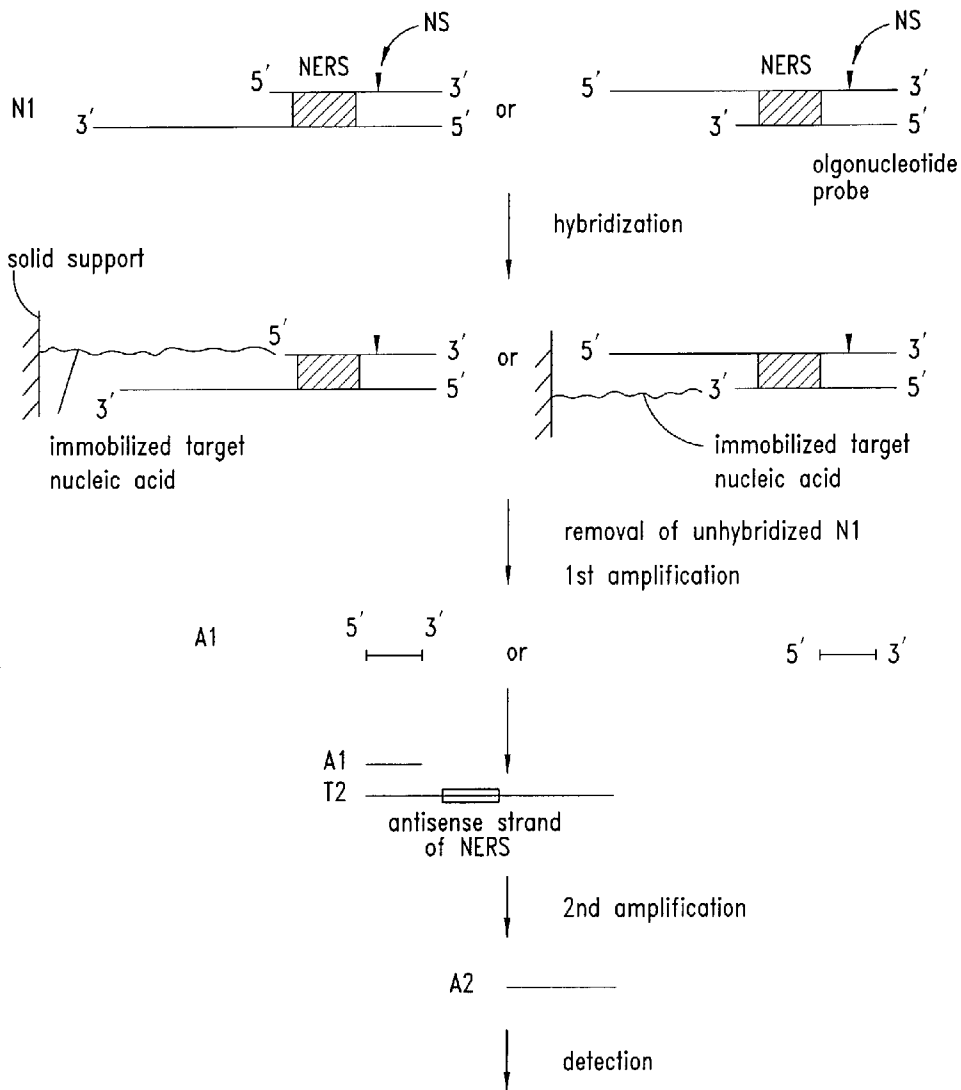 NS
5′ NERS 3′
N1 3′ 5′
or
NS
5′ NERS 3′
3′ 5′
olgonucleotide
probe
hybridization
solid support
5′ 3′
3′ 5′
immobilized target
nucleic acid
or
5′ 3′
3′ 5′
immobilized target
nucleic acid
removal of unhybridized N1
1st amplification
A1 5′ 3′ or 5′ 3′
A1
T2
antisense strand
of NERS
2nd amplification
A2
detection